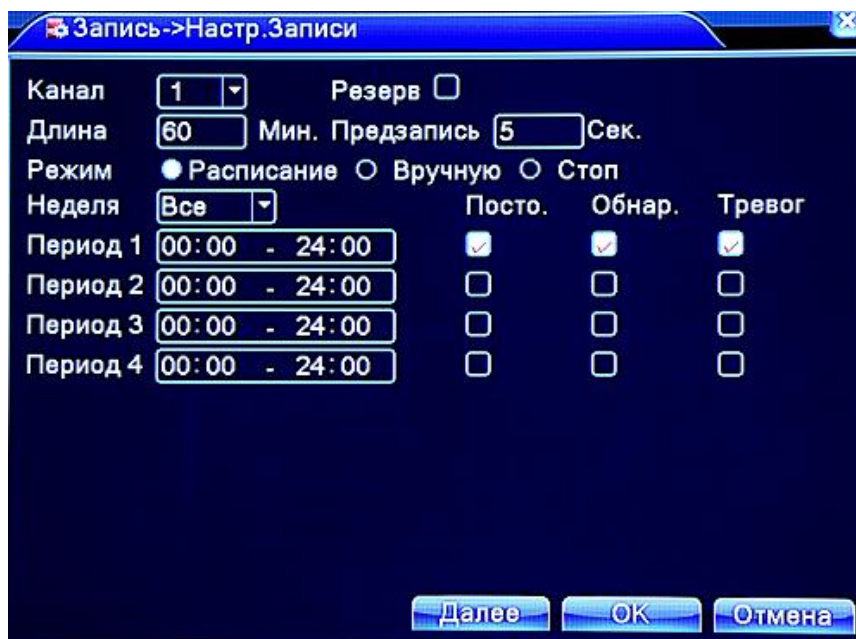 Запись->Настр.Записи
Канал 1 Резерв
Длина 60 Мин. Предзапись 5 Сек.
Режим Расписание Вручную Стоп
Неделя Все Посто. Обнар. Тревог
Период 1 00:00 - 24:00
Период 2 00:00 - 24:00
Период 3 00:00 - 24:00
Период 4 00:00 - 24:00
Далее OK Отмена